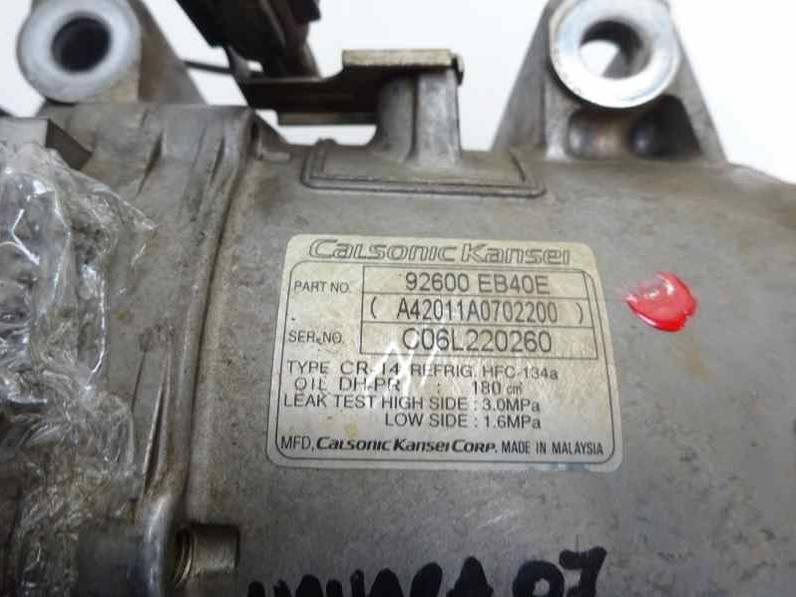 Calsonic Kansei
PART NO. 92600 EB40E
( A42011A0702200 )
SER. NO. C06L220260
TYPE CR-14 REFRIG. HFC-134a
OIL DH-PR : 180 cm³
LEAK TEST HIGH SIDE : 3.0MPa
LOW SIDE : 1.6MPa
MFD, Calsonic Kansei Corp. MADE IN MALAYSIA
07